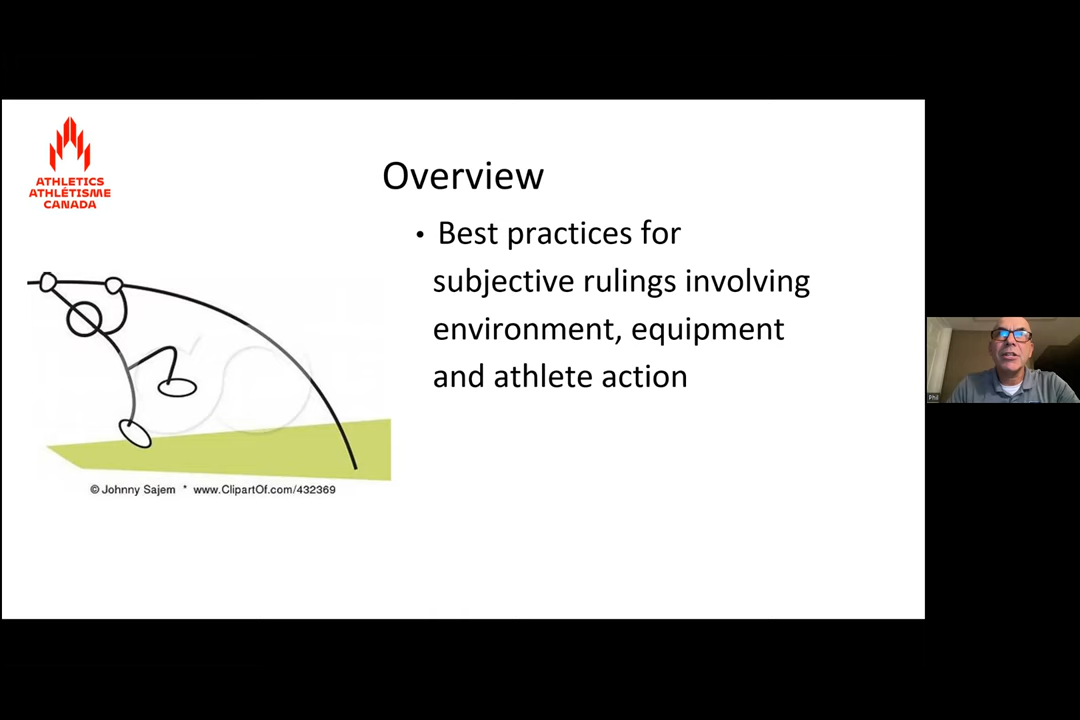 ATHLETICS
ATHLÉTISME
CANADA
Overview
• Best practices for
subjective rulings involving
environment, equipment
and athlete action
© Johnny Sajem * www.ClipartOf.com/432369
Phil